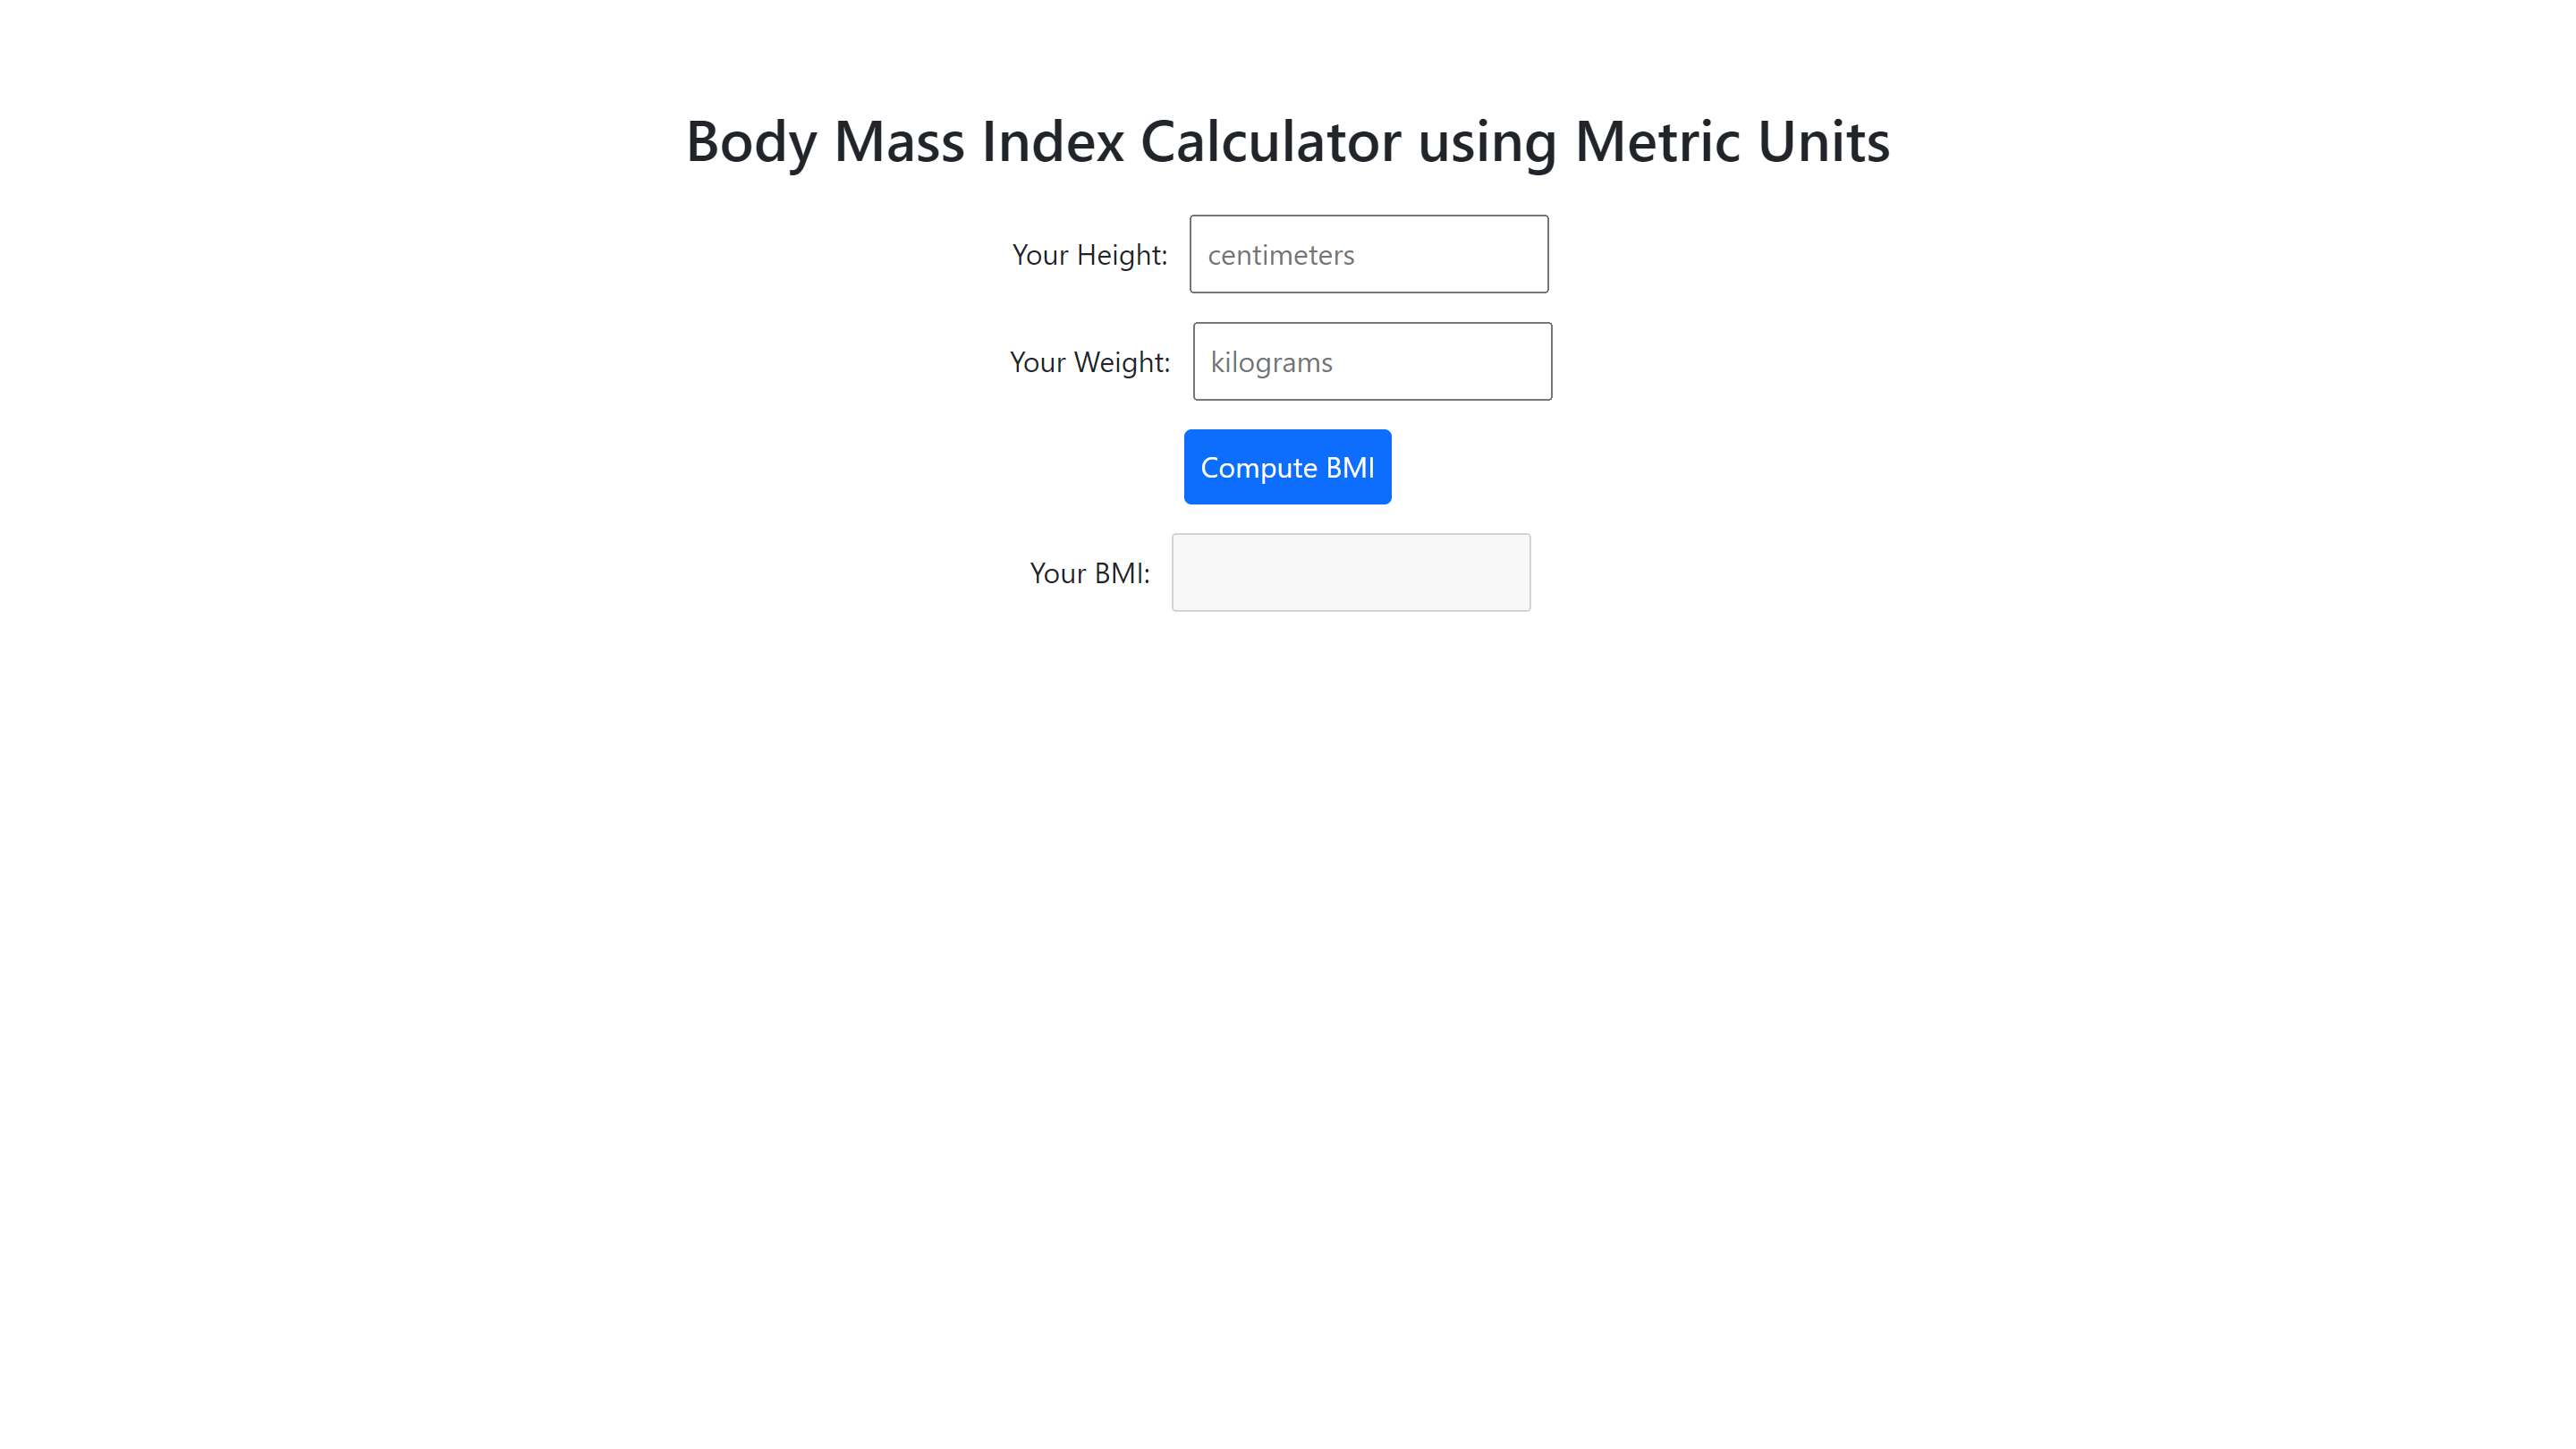 Body Mass Index Calculator using Metric Units
Your Height: centimeters
Your Weight: kilograms
Compute BMI
Your BMI: